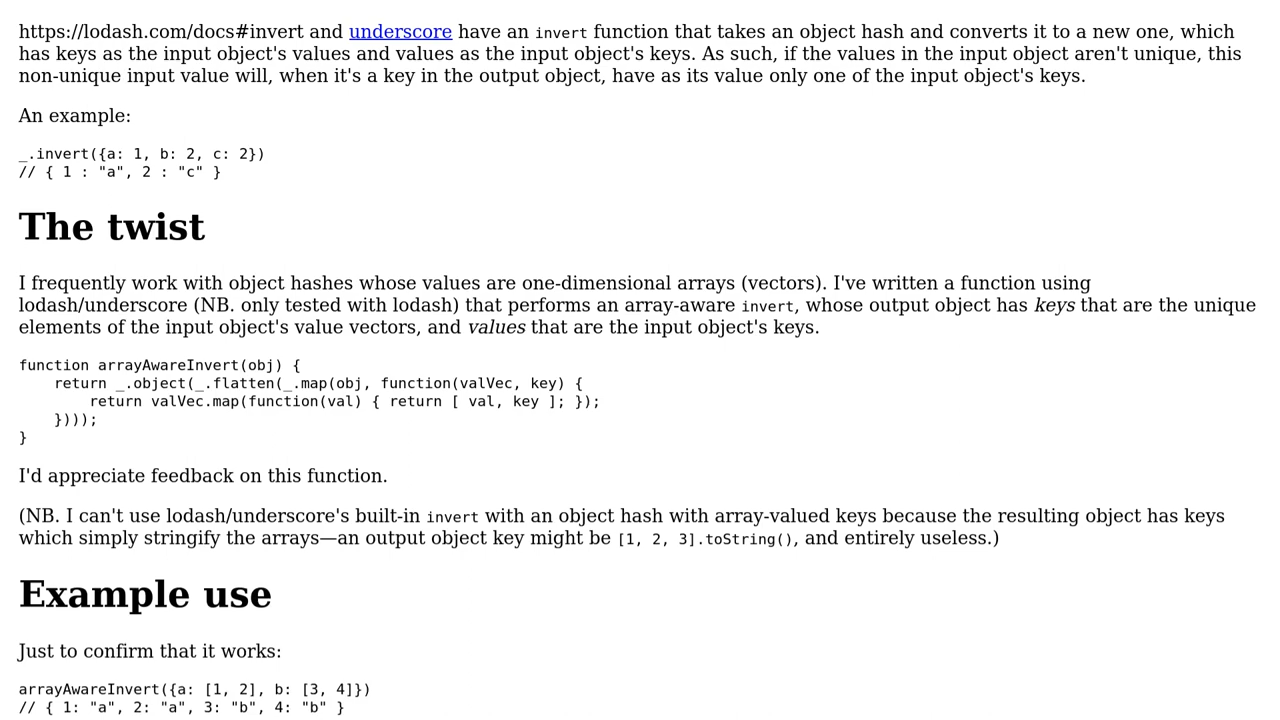 https://lodash.com/docs#invert and underscore have an invert function that takes an object hash and converts it to a new one, which
has keys as the input object's values and values as the input object's keys. As such, if the values in the input object aren't unique, this
non-unique input value will, when it's a key in the output object, have as its value only one of the input object's keys.
An example:
_.invert({a: 1, b: 2, c: 2})
// { 1 : "a", 2 : "c" }
The twist
I frequently work with object hashes whose values are one-dimensional arrays (vectors). I've written a function using
lodash/underscore (NB. only tested with lodash) that performs an array-aware invert, whose output object has keys that are the unique
elements of the input object's value vectors, and values that are the input object's keys.
function arrayAwareInvert(obj) {
    return _.object(_.flatten(_.map(obj, function(valVec, key) {
        return valVec.map(function(val) { return [ val, key ]; });
    })));
}
I'd appreciate feedback on this function.
(NB. I can't use lodash/underscore's built-in invert with an object hash with array-valued keys because the resulting object has keys
which simply stringify the arrays—an output object key might be [1, 2, 3].toString(), and entirely useless.)
Example use
Just to confirm that it works:
arrayAwareInvert({a: [1, 2], b: [3, 4]})
// { 1: "a", 2: "a", 3: "b", 4: "b" }